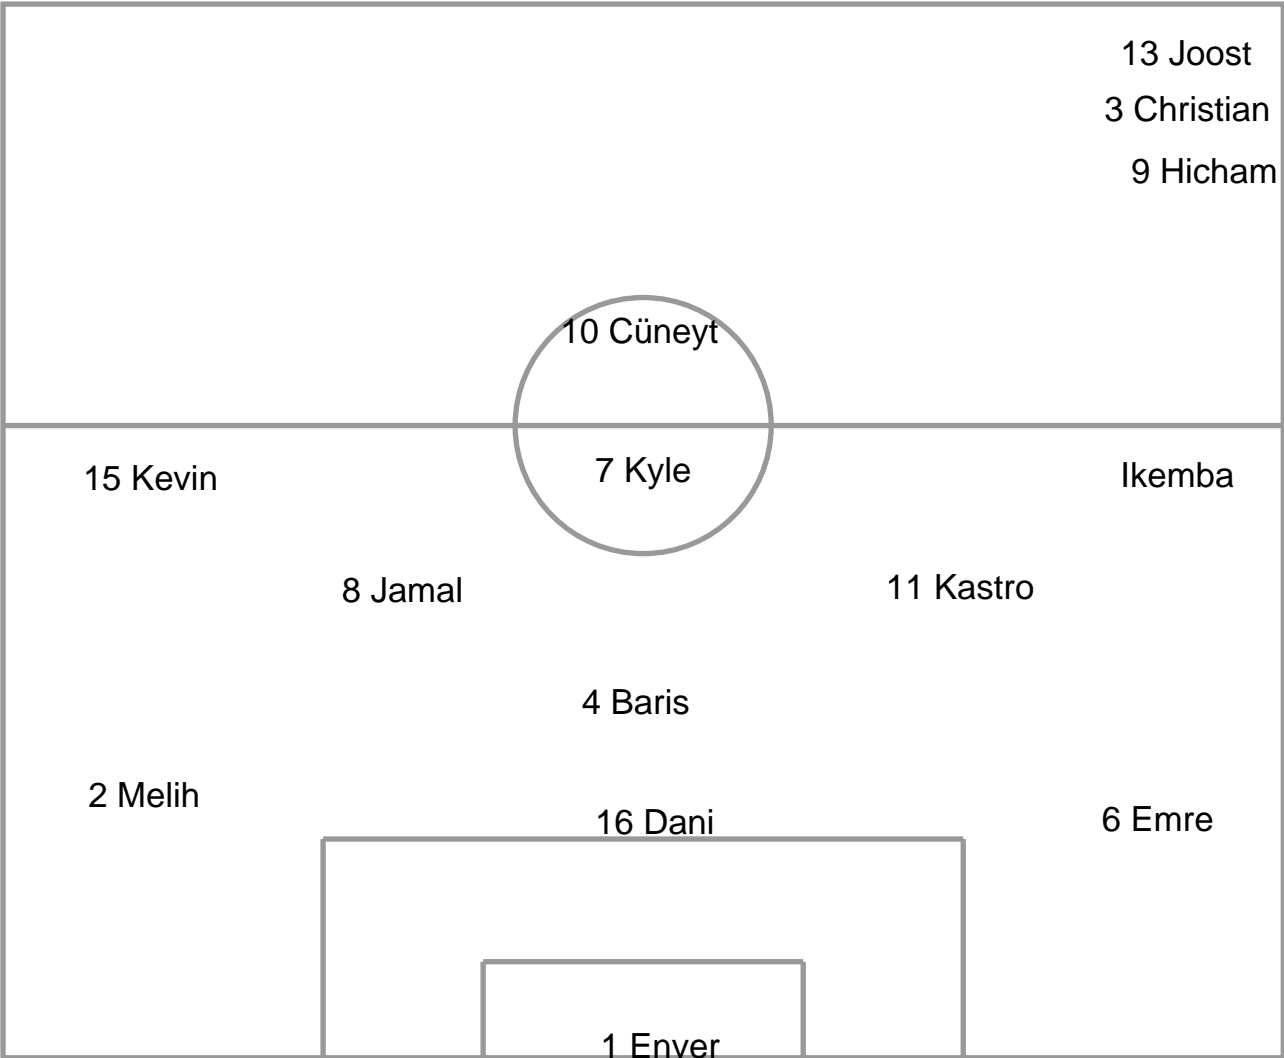 13 Joost
3 Christian
9 Hicham
10 Cüneyt
7 Kyle
15 Kevin
Ikemba
8 Jamal
11 Kastro
4 Baris
2 Melih
16 Dani
6 Emre
1 Enver